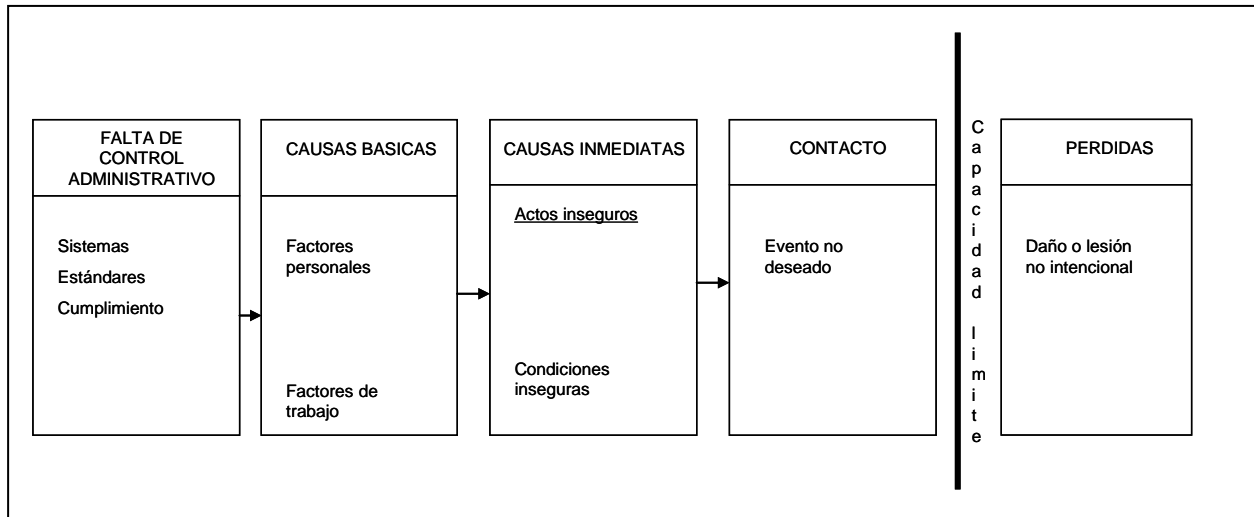 FALTA DE
CONTROL
ADMINISTRATIVO
Sistemas
Estándares
Cumplimiento
CAUSAS BASICAS
Factores
personales
Factores de
trabajo
CAUSAS INMEDIATAS
Actos inseguros
Condiciones
inseguras
CONTACTO
Evento no
deseado
Capacidad limite
PERDIDAS
Daño o lesión
no intencional